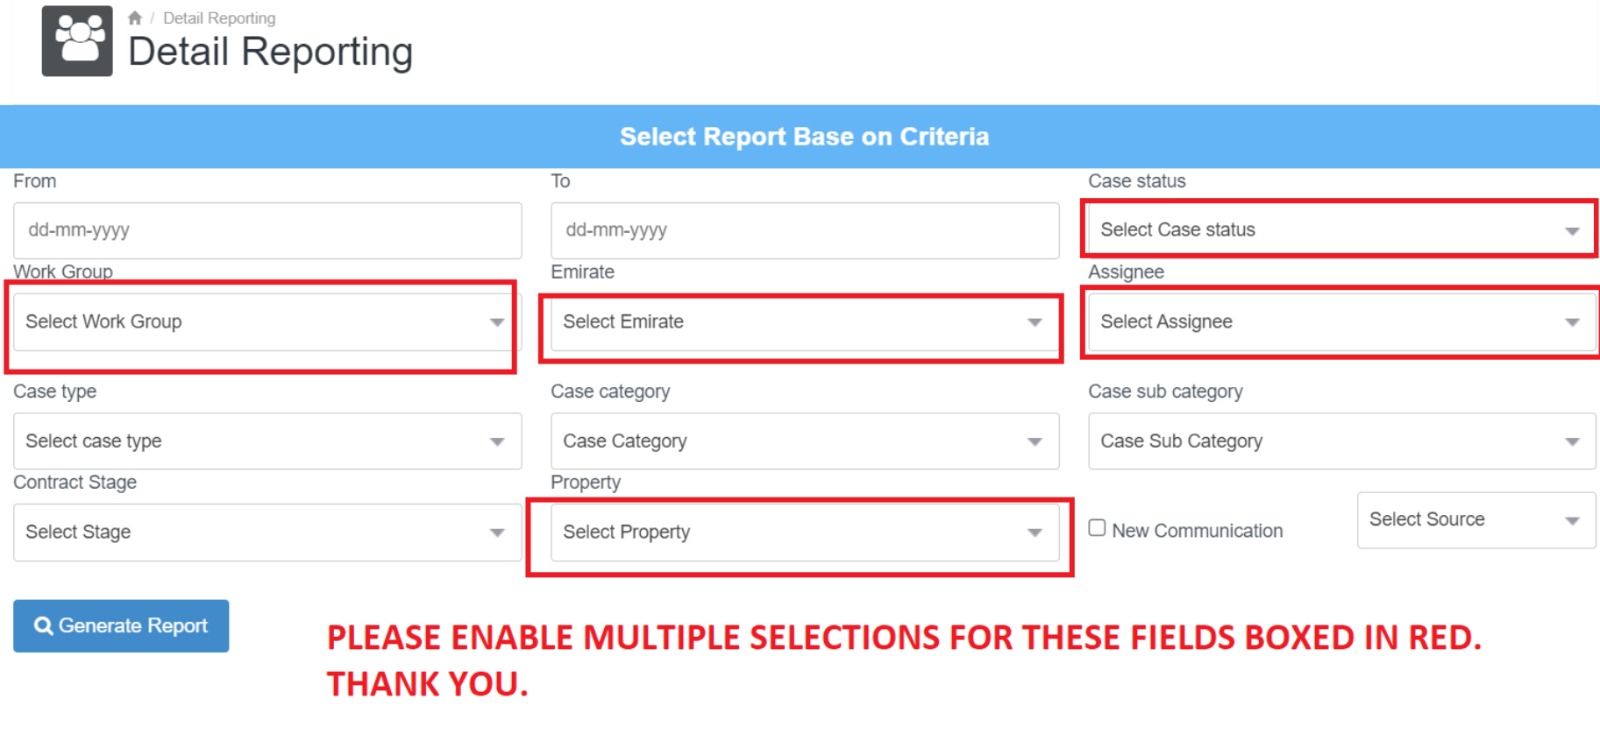 / Detail Reporting
Detail Reporting
Select Report Base on Criteria
From
To
Case status
dd-mm-yyyy
dd-mm-yyyy
Select Case status
Work Group
Emirate
Assignee
Select Work Group
Select Emirate
Select Assignee
Case type
Case category
Case sub category
Select case type
Case Category
Case Sub Category
Contract Stage
Property
Select Stage
Select Property
New Communication
Select Source
Generate Report
PLEASE ENABLE MULTIPLE SELECTIONS FOR THESE FIELDS BOXED IN RED.
THANK YOU.